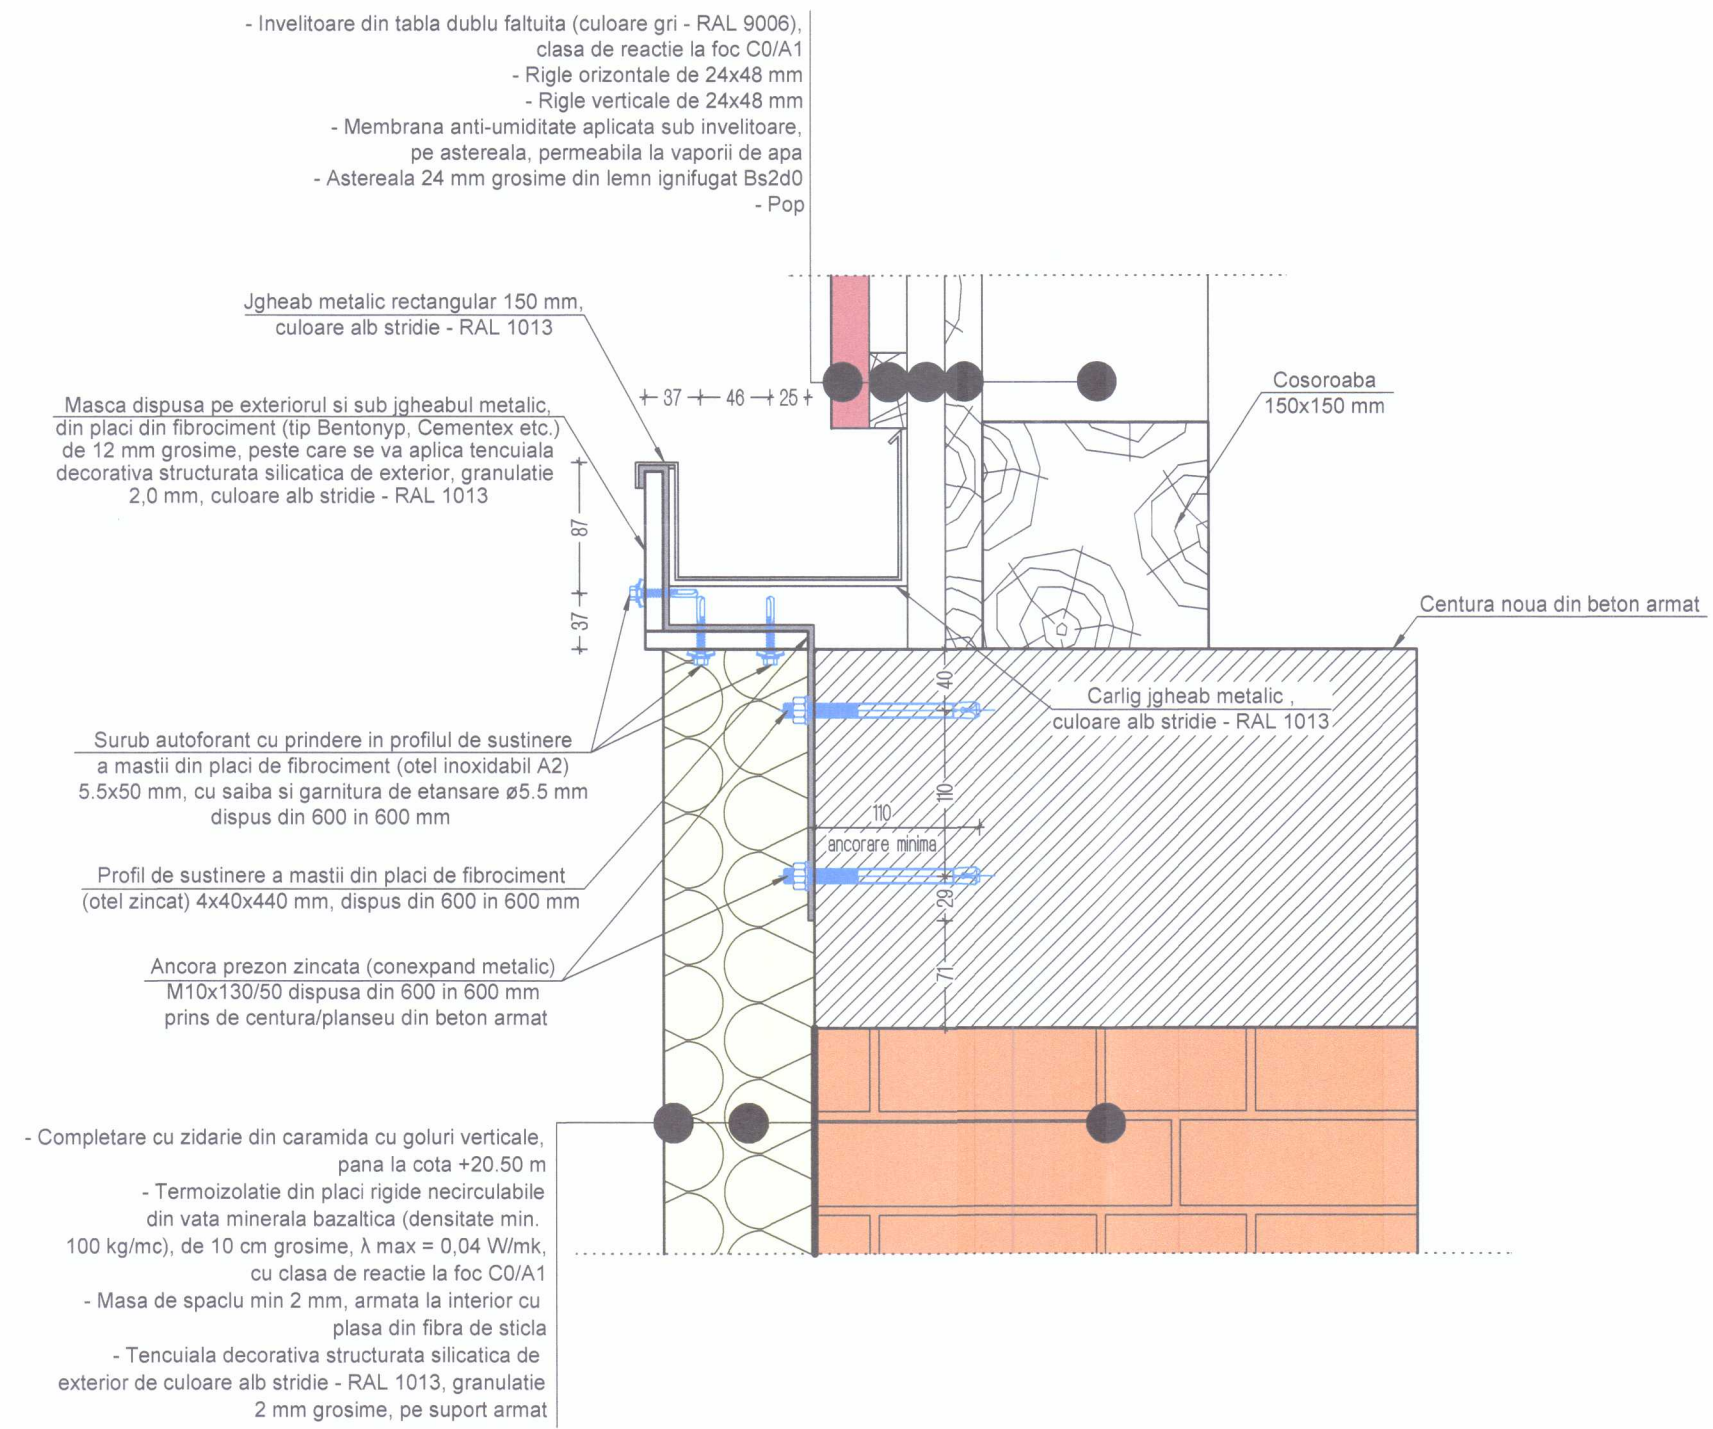 - Invelitoare din tabla dublu faltuita (culoare gri - RAL 9006),
clasa de reactie la foc C0/A1
- Rigle orizontale de 24x48 mm
- Rigle verticale de 24x48 mm
- Membrana anti-umiditate aplicata sub invelitoare,
pe astereala, permeabila la vaporii de apa
- Astereala 24 mm grosime din lemn ignifugat Bs2d0
- Pop
Jgheab metalic rectangular 150 mm,
culoare alb stridie - RAL 1013
37 46 25
Cosoroaba
150x150 mm
Masca dispusa pe exteriorul si sub jgheabul metalic,
din placi din fibrociment (tip Bentonyp, Cementex etc.)
de 12 mm grosime, peste care se va aplica tencuiala
decorativa structurata silicatica de exterior, granulatie
2,0 mm, culoare alb stridie - RAL 1013
87
37
Centura noua din beton armat
40
Carlig jgheab metalic ,
culoare alb stridie - RAL 1013
Surub autoforant cu prindere in profilul de sustinere
a mastii din placi de fibrociment (otel inoxidabil A2)
5.5x50 mm, cu saiba si garnitura de etansare ø5.5 mm
dispus din 600 in 600 mm
110
110
ancorare minima
Profil de sustinere a mastii din placi de fibrociment
(otel zincat) 4x40x440 mm, dispus din 600 in 600 mm
29
71
Ancora prezon zincata (conexpand metalic)
M10x130/50 dispusa din 600 in 600 mm
prins de centura/planseu din beton armat
- Completare cu zidarie din caramida cu goluri verticale,
pana la cota +20.50 m
- Termoizolatie din placi rigide necirculabile
din vata minerala bazaltica (densitate min.
100 kg/mc), de 10 cm grosime, λ max = 0,04 W/mk,
cu clasa de reactie la foc C0/A1
- Masa de spaclu min 2 mm, armata la interior cu
plasa din fibra de sticla
- Tencuiala decorativa structurata silicatica de
exterior de culoare alb stridie - RAL 1013, granulatie
2 mm grosime, pe suport armat